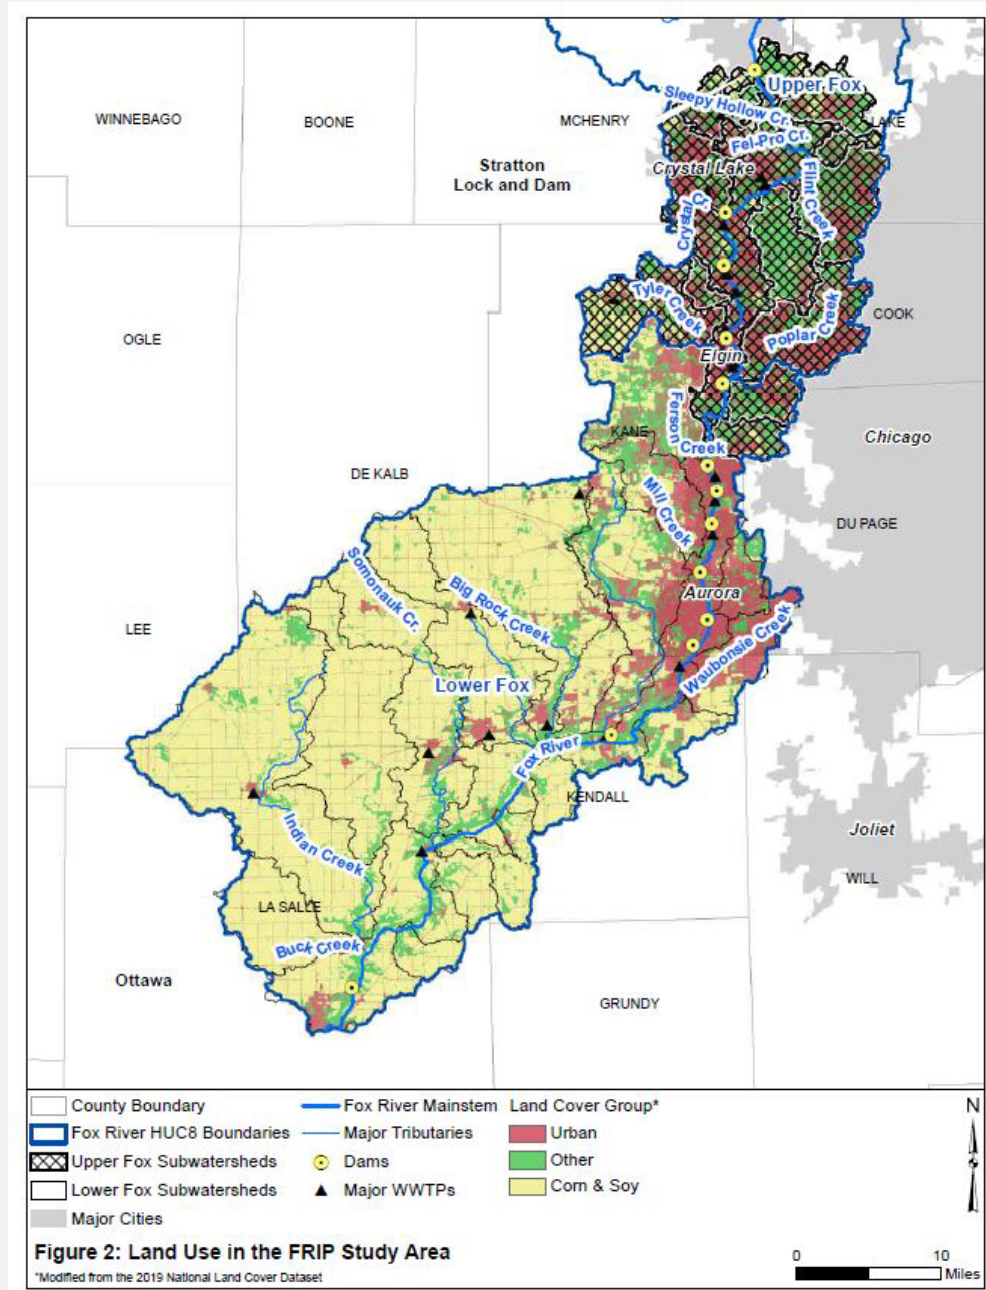 Upper Fox
Sleepy Hollow Cr.
WINNEBAGO
BOONE
MCHENRY
LAKE
Fel-Pro Cr.
Stratton
Lock and Dam
Crystal Lake
Flint Creek
Crystal Cr.
Tyler Creek
Poplar Creek
COOK
OGLE
Elgin
Ferson Creek
KANE
Chicago
DE KALB
Mill Creek
DU PAGE
Somonauk Cr.
Big Rock Creek
Aurora
LEE
Waubonsie Creek
Lower Fox
Fox River
KENDALL
Indian Creek
Joliet
WILL
LA SALLE
Buck Creek
Ottawa
GRUNDY
County Boundary
Fox River HUC8 Boundaries
Upper Fox Subwatersheds
Lower Fox Subwatersheds
Major Cities
Fox River Mainstem
Major Tributaries
Dams
Major WWTPs
Land Cover Group*
Urban
Other
Corn & Soy
N
Figure 2: Land Use in the FRIP Study Area
*Modified from the 2019 National Land Cover Dataset
0 10
Miles